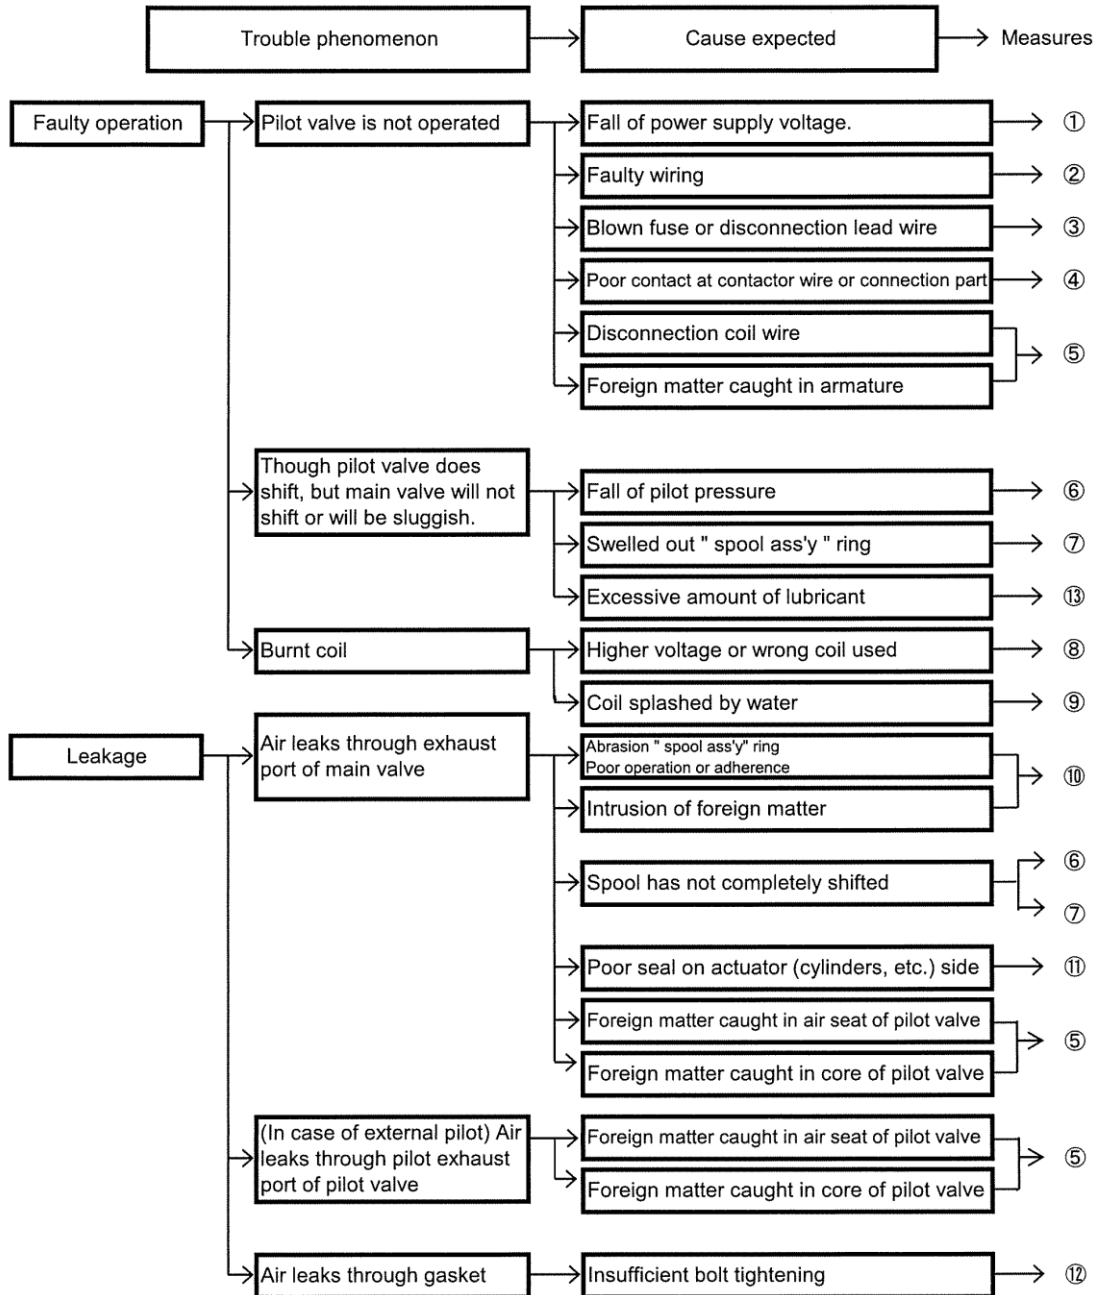 Trouble phenomenon
Cause expected
Measures
Faulty operation
Pilot valve is not operated
Fall of power supply voltage.
①
Faulty wiring
②
Blown fuse or disconnection lead wire
③
Poor contact at contactor wire or connection part
④
Disconnection coil wire
Foreign matter caught in armature
⑤
Though pilot valve does
shift, but main valve will not
shift or will be sluggish.
Fall of pilot pressure
⑥
Swelled out " spool ass'y " ring
⑦
Excessive amount of lubricant
⑬
Burnt coil
Higher voltage or wrong coil used
⑧
Coil splashed by water
⑨
Leakage
Air leaks through exhaust
port of main valve
Abrasion " spool ass'y" ring
Poor operation or adherence
Intrusion of foreign matter
⑩
Spool has not completely shifted
⑥
⑦
Poor seal on actuator (cylinders, etc.) side
⑪
Foreign matter caught in air seat of pilot valve
Foreign matter caught in core of pilot valve
⑤
(In case of external pilot) Air
leaks through pilot exhaust
port of pilot valve
Foreign matter caught in air seat of pilot valve
Foreign matter caught in core of pilot valve
⑤
Air leaks through gasket
Insufficient bolt tightening
⑫